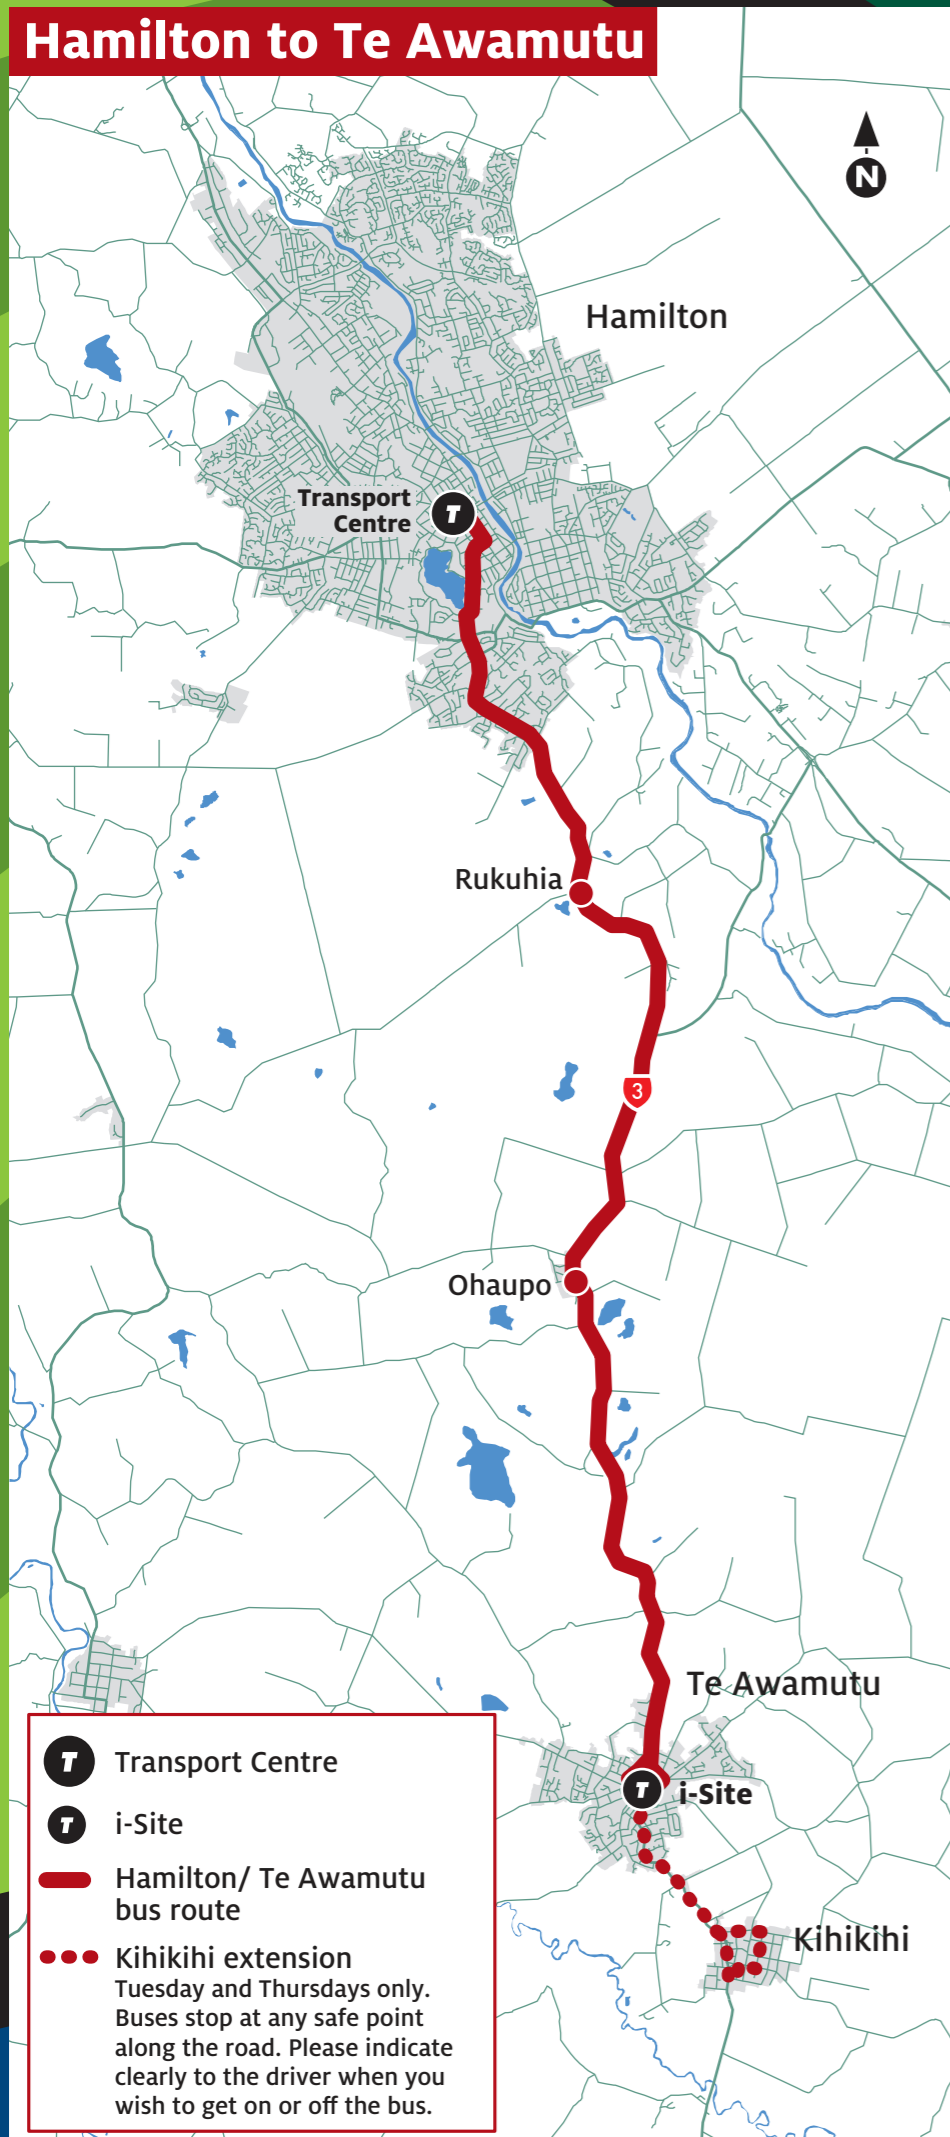 Hamilton to Te Awamutu
N
Hamilton
Transport
Centre
T
Rukuhia
3
Ohaupo
Te Awamutu
T
i-Site
Kihikihi
T Transport Centre
T i-Site
Hamilton/ Te Awamutu
bus route
Kihikihi extension
Tuesday and Thursdays only.
Buses stop at any safe point
along the road. Please indicate
clearly to the driver when you
wish to get on or off the bus.